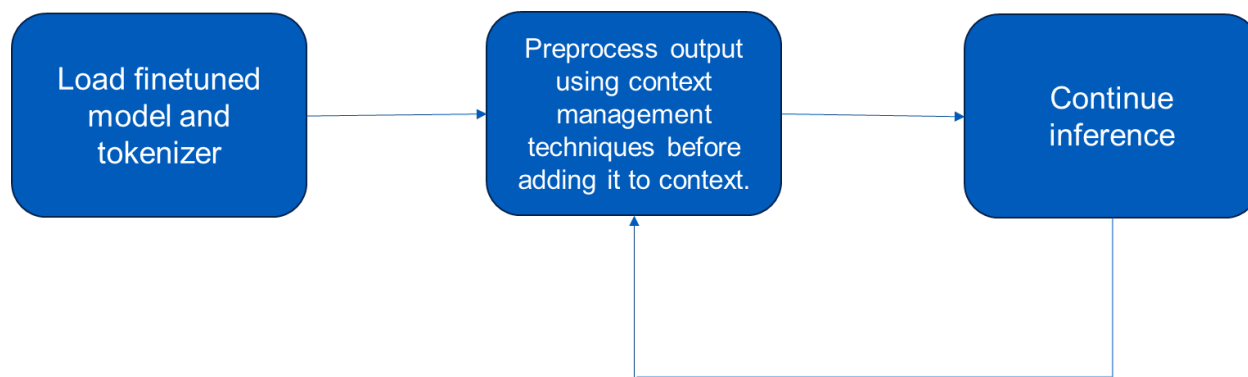 Load finetuned
model and
tokenizer
Preprocess output
using context
management
techniques before
adding it to context.
Continue
inference